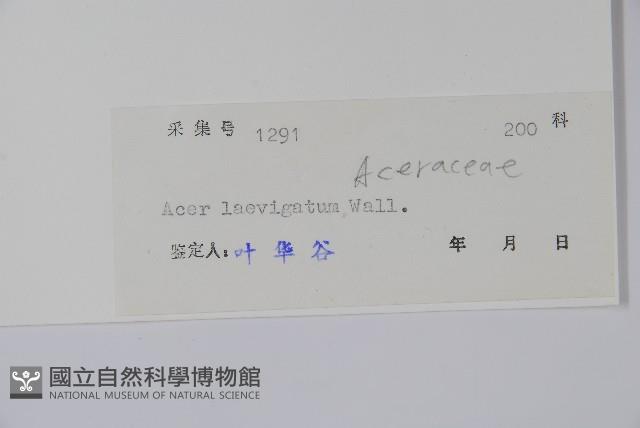 采集号 1291 200 科
Aceraceae
Acer laevigatum Wall.
鉴定人: 叶华谷 年 月 日
國立自然科學博物館
NATIONAL MUSEUM OF NATURAL SCIENCE